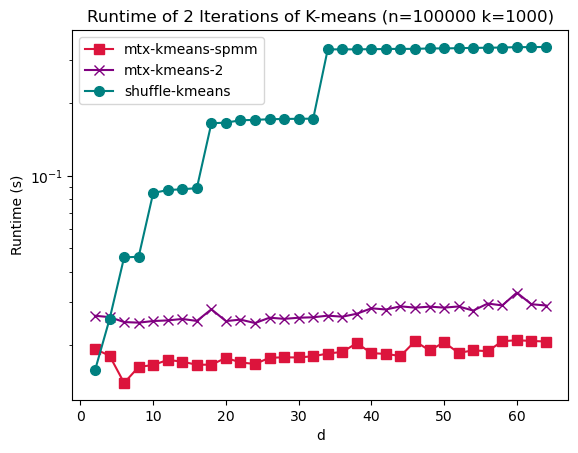 Runtime of 2 Iterations of K-means (n=100000 k=1000)
mtx-kmeans-spmm
mtx-kmeans-2
shuffle-kmeans
Runtime (s)
10⁻¹
0 10 20 30 40 50 60
d